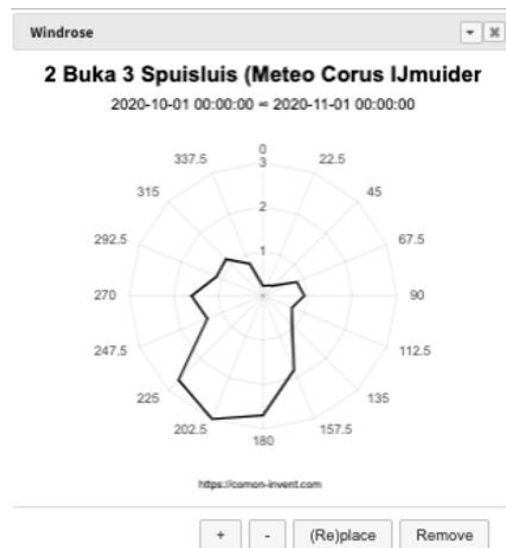 Windrose
2 Buka 3 Spuisluis (Meteo Corus IJmuider
2020-10-01 00:00:00 = 2020-11-01 00:00:00
0
337.5 3 22.5
315 2 45
292.5 1 67.5
270 90
247.5 112.5
225 135
202.5 157.5
180
https://comon-invent.com
+ - (Re)place Remove